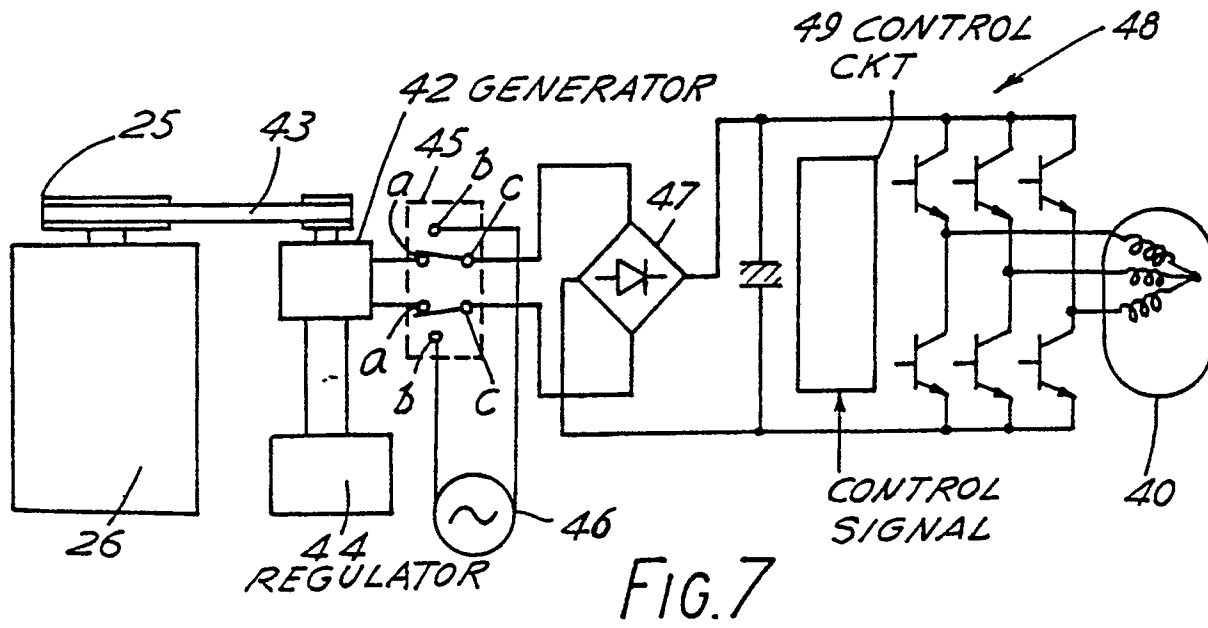 49 CONTROL
CKT
48
42 GENERATOR
25
43
45
b
a
c
47
a
b
c
26
44
REGULATOR
46
CONTROL
SIGNAL
40
FIG. 7